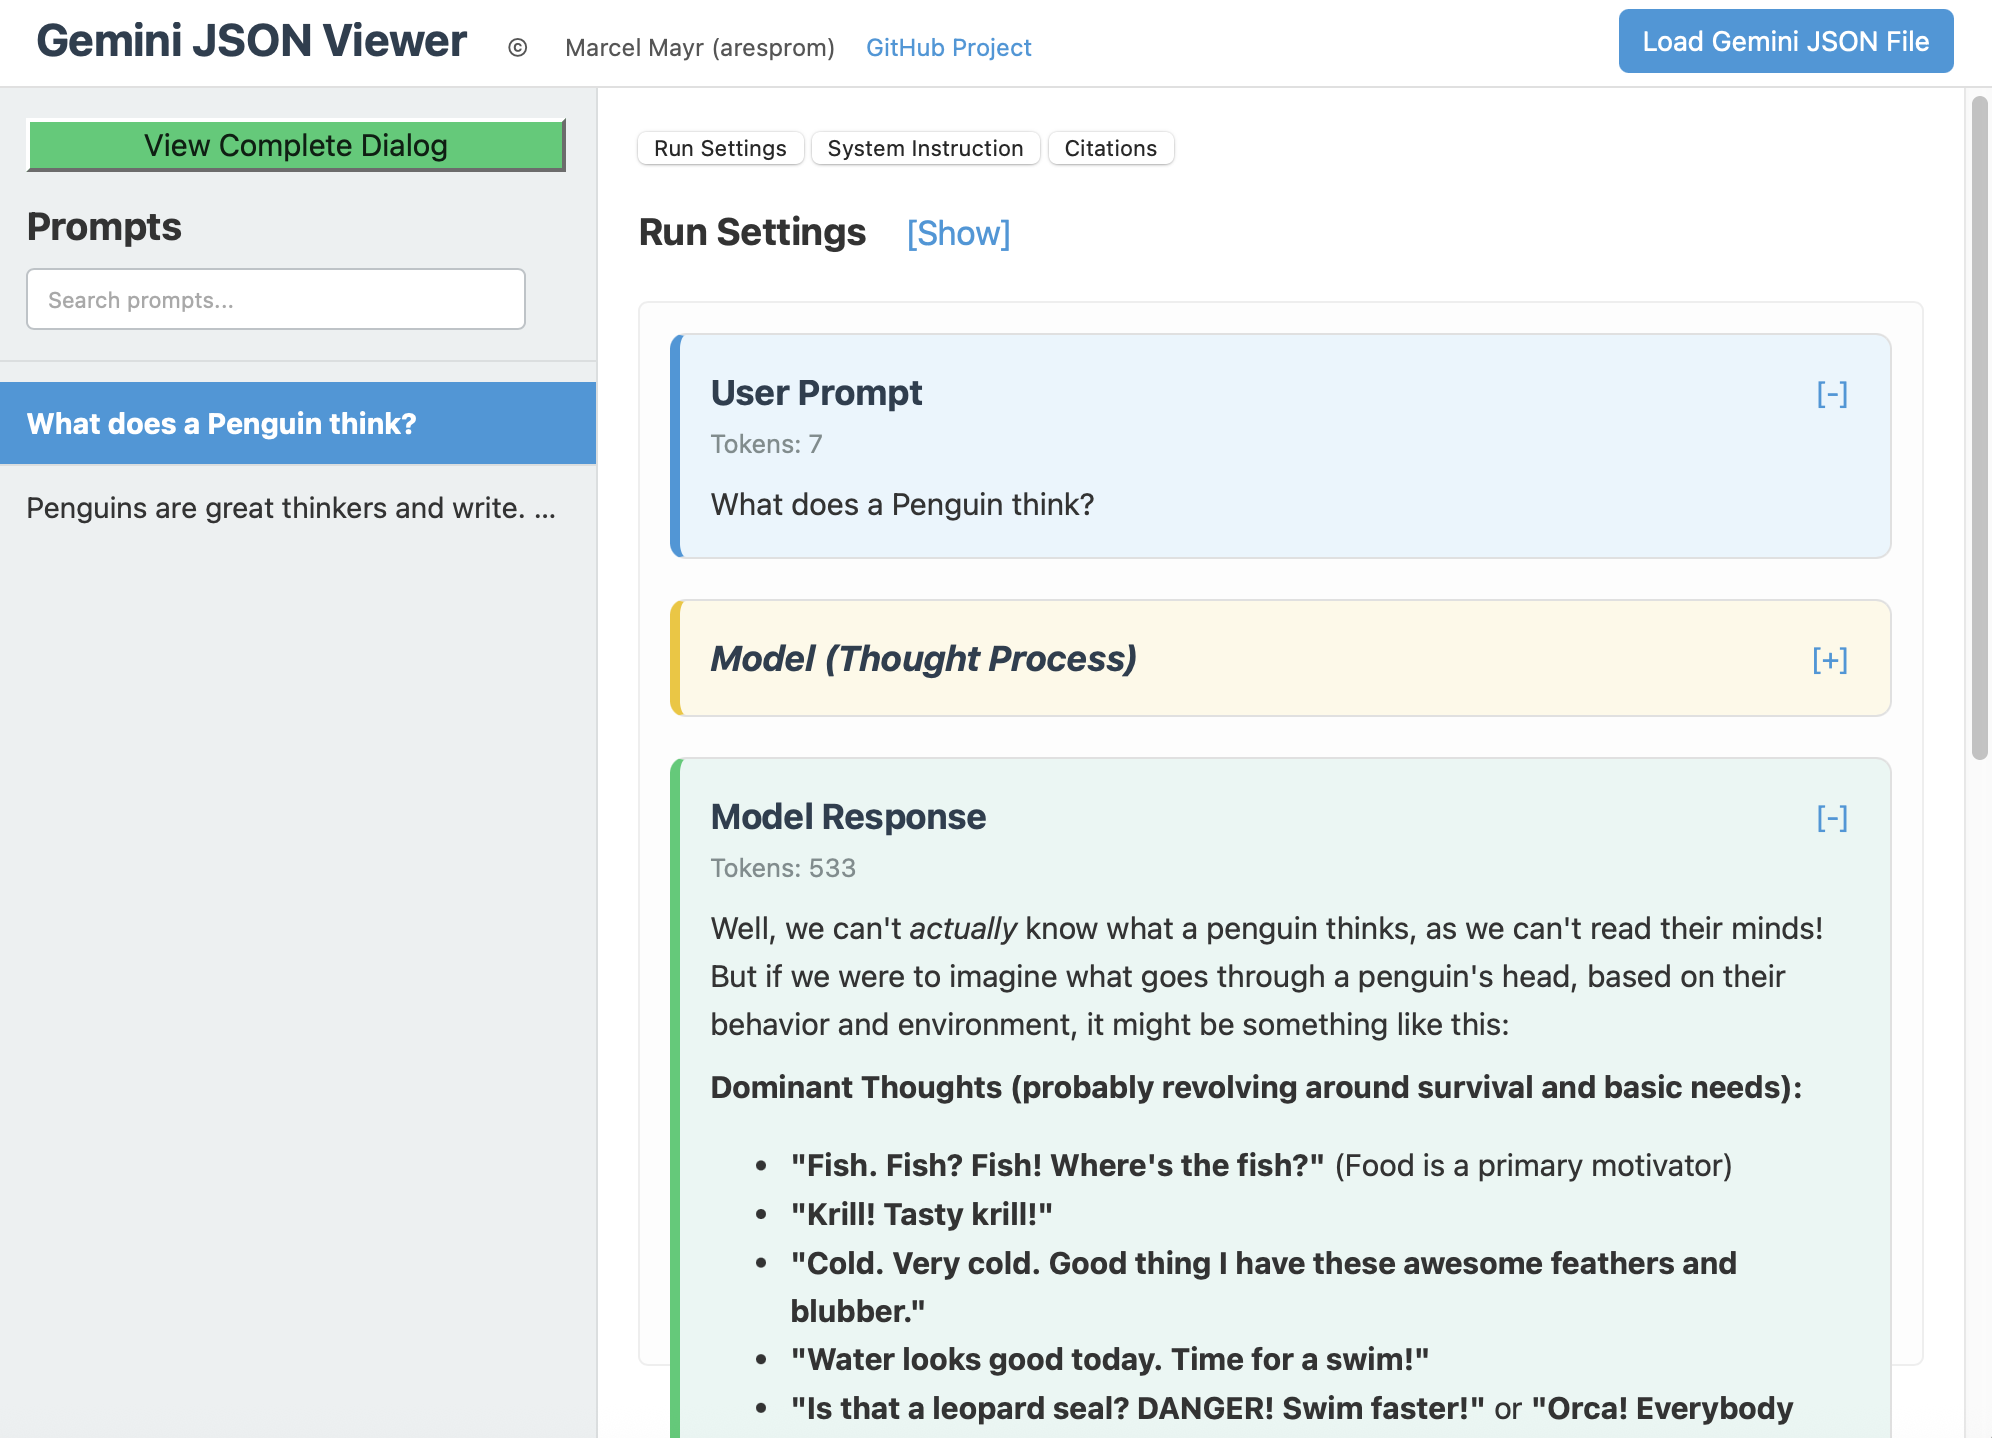 Gemini JSON Viewer © Marcel Mayr (aresprom) GitHub Project Load Gemini JSON File
View Complete Dialog
Prompts
Search prompts...
What does a Penguin think?
Penguins are great thinkers and write. ...
Run Settings System Instruction Citations
Run Settings [Show]
User Prompt [-]
Tokens: 7
What does a Penguin think?
Model (Thought Process) [+]
Model Response [-]
Tokens: 533
Well, we can't actually know what a penguin thinks, as we can't read their minds!
But if we were to imagine what goes through a penguin's head, based on their
behavior and environment, it might be something like this:
Dominant Thoughts (probably revolving around survival and basic needs):
• "Fish. Fish? Fish! Where's the fish?" (Food is a primary motivator)
• "Krill! Tasty krill!"
• "Cold. Very cold. Good thing I have these awesome feathers and
blubber."
• "Water looks good today. Time for a swim!"
• "Is that a leopard seal? DANGER! Swim faster!" or "Orca! Everybody